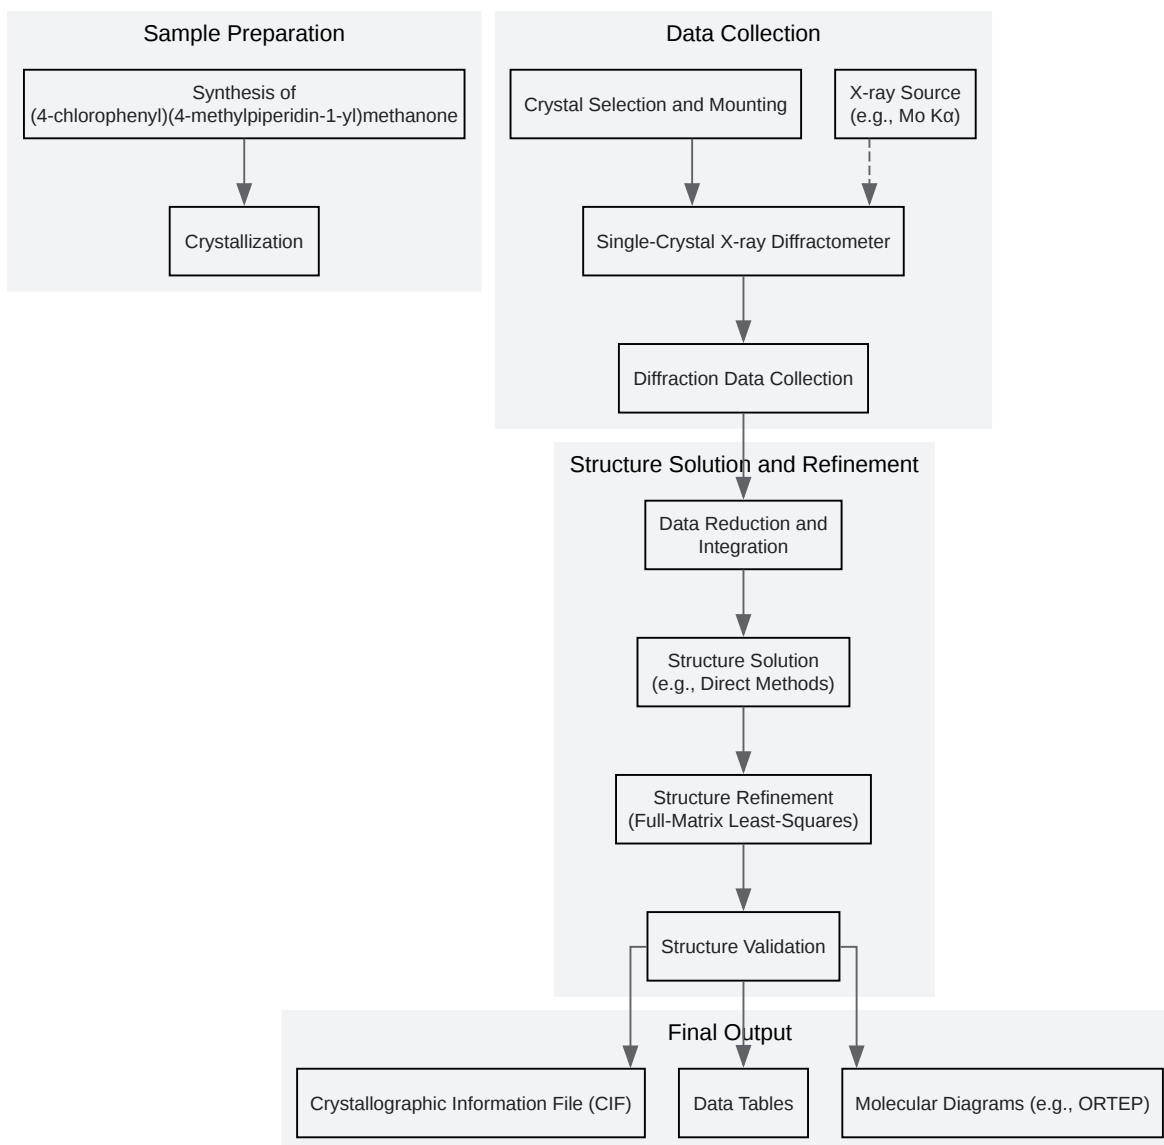 Sample Preparation
Synthesis of
(4-chlorophenyl)(4-methylpiperidin-1-yl)methanone
Crystallization
Data Collection
Crystal Selection and Mounting
X-ray Source
(e.g., Mo Kα)
Single-Crystal X-ray Diffractometer
Diffraction Data Collection
Structure Solution and Refinement
Data Reduction and
Integration
Structure Solution
(e.g., Direct Methods)
Structure Refinement
(Full-Matrix Least-Squares)
Structure Validation
Final Output
Crystallographic Information File (CIF)
Data Tables
Molecular Diagrams (e.g., ORTEP)